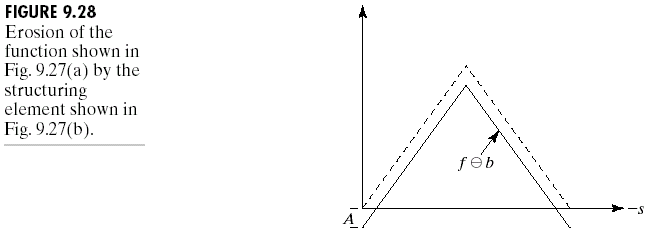 FIGURE 9.28
Erosion of the
function shown in
Fig. 9.27(a) by the
structuring
element shown in
Fig. 9.27(b).
f ⊖ b
s
A